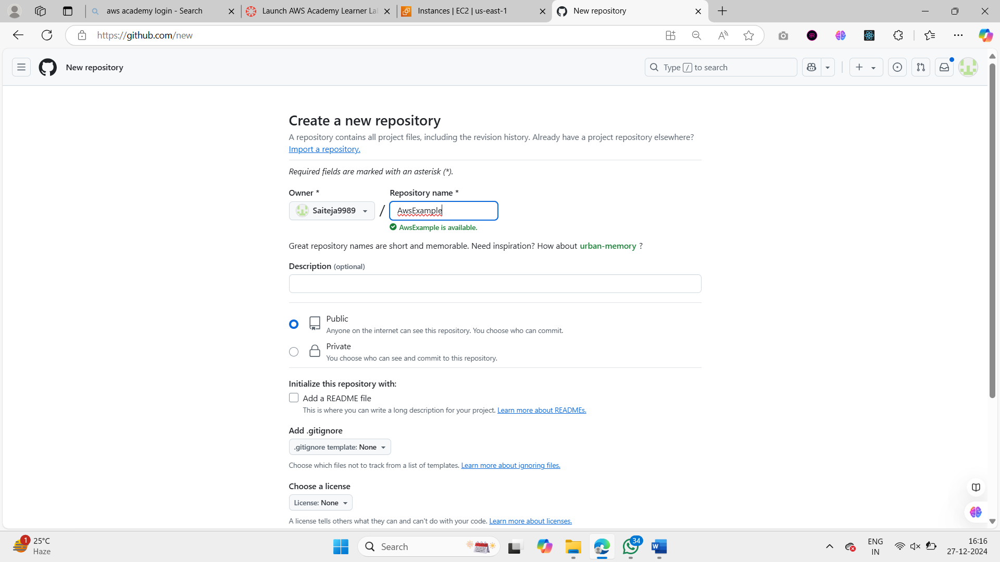 aws academy login - Search
Launch AWS Academy Learner La
Instances | EC2 | us-east-1
New repository
https://github.com/new
New repository
Type / to search
Create a new repository
A repository contains all project files, including the revision history. Already have a project repository elsewhere?
Import a repository.
Required fields are marked with an asterisk (*).
Owner *
Repository name *
Saiteja9989
/
AwsExample
AwsExample is available.
Great repository names are short and memorable. Need inspiration? How about urban-memory ?
Description (optional)
Public
Anyone on the internet can see this repository. You choose who can commit.
Private
You choose who can see and commit to this repository.
Initialize this repository with:
Add a README file
This is where you can write a long description for your project. Learn more about READMEs.
Add .gitignore
.gitignore template: None
Choose which files not to track from a list of templates. Learn more about ignoring files.
Choose a license
License: None
A license tells others what they can and can't do with your code. Learn more about licenses.
1
25°C
Haze
Search
34
ENG
IN
16:16
27-12-2024